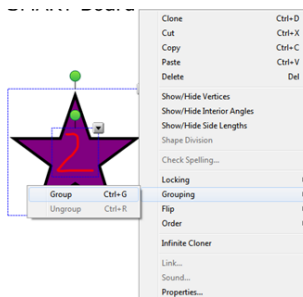 SMART Board
Clone Ctrl+D
Cut Ctrl+X
Copy Ctrl+C
Paste Ctrl+V
Delete Del
Show/Hide Vertices
Show/Hide Interior Angles
Show/Hide Side Lengths
Shape Division
Check Spelling...
Locking
Grouping
Flip
Order
Infinite Cloner
Link...
Sound...
Properties...
2
Group Ctrl+G
Ungroup Ctrl+R